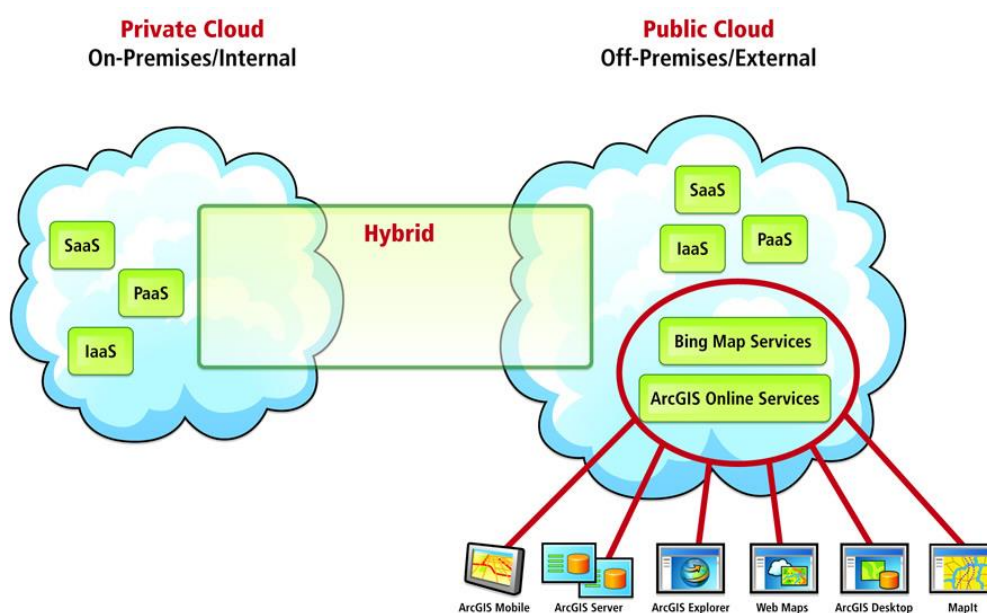 Private Cloud
On-Premises/Internal
Public Cloud
Off-Premises/External
SaaS
PaaS
IaaS
Hybrid
SaaS
IaaS
PaaS
Bing Map Services
ArcGIS Online Services
ArcGIS Mobile
ArcGIS Server
ArcGIS Explorer
Web Maps
ArcGIS Desktop
MapIt